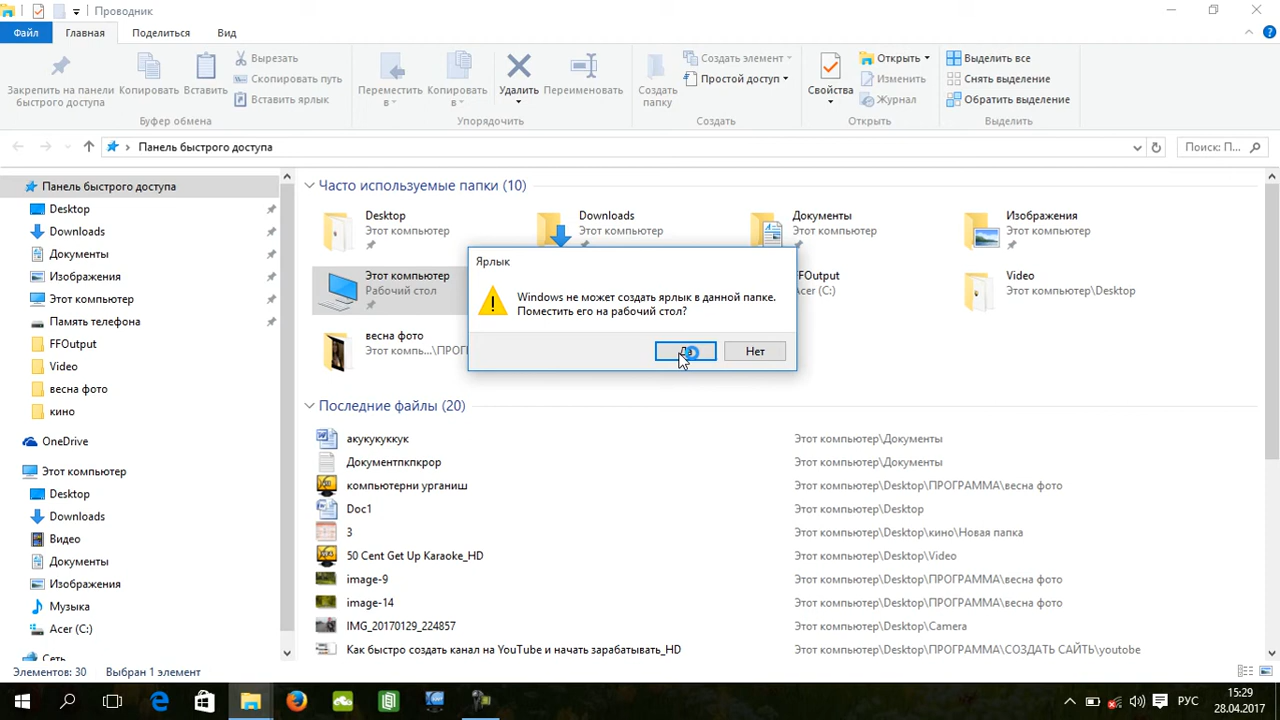 Проводник
Файл
Главная
Поделиться
Вид
Закрепить на панели
быстрого доступа
Копировать
Вставить
Вырезать
Скопировать путь
Вставить ярлык
Буфер обмена
Переместить
в
Копировать
в
Удалить
Переименовать
Упорядочить
Создать
папку
Создать элемент
Простой доступ
Создать
Свойства
Открыть
Изменить
Журнал
Открыть
Выделить все
Снять выделение
Обратить выделение
Выделить
Панель быстрого доступа
Поиск: П...
Панель быстрого доступа
Desktop
Downloads
Документы
Изображения
Этот компьютер
Память телефона
FFOutput
Video
весна фото
кино
OneDrive
Этот компьютер
Desktop
Downloads
Видео
Документы
Изображения
Музыка
Acer (C:)
Сеть
Часто используемые папки (10)
Desktop
Этот компьютер
Downloads
Этот компьютер
Документы
Этот компьютер
Изображения
Этот компьютер
Этот компьютер
Рабочий стол
FFOutput
Acer (C:)
Video
Этот компьютер\Desktop
весна фото
Этот компь...\ПРОГ
Ярлык
Windows не может создать ярлык в данной папке.
Поместить его на рабочий стол?
Да
Нет
Последние файлы (20)
акукукуккук Этот компьютер\Документы
Документпкпкрор Этот компьютер\Документы
компьютерни урганиш Этот компьютер\Desktop\ПРОГРАММА\весна фото
Doc1 Этот компьютер\Desktop
3 Этот компьютер\Desktop\кино\Новая папка
50 Cent Get Up Karaoke_HD Этот компьютер\Desktop\Video
image-9 Этот компьютер\Desktop\ПРОГРАММА\весна фото
image-14 Этот компьютер\Desktop\ПРОГРАММА\весна фото
IMG_20170129_224857 Этот компьютер\Desktop\Camera
Как быстро создать канал на YouTube и начать зарабатывать_HD Этот компьютер\Desktop\ПРОГРАММА\СОЗДАТЬ САЙТЬ\youtobe
Элементов: 30
Выбран 1 элемент
РУС
15:29
28.04.2017